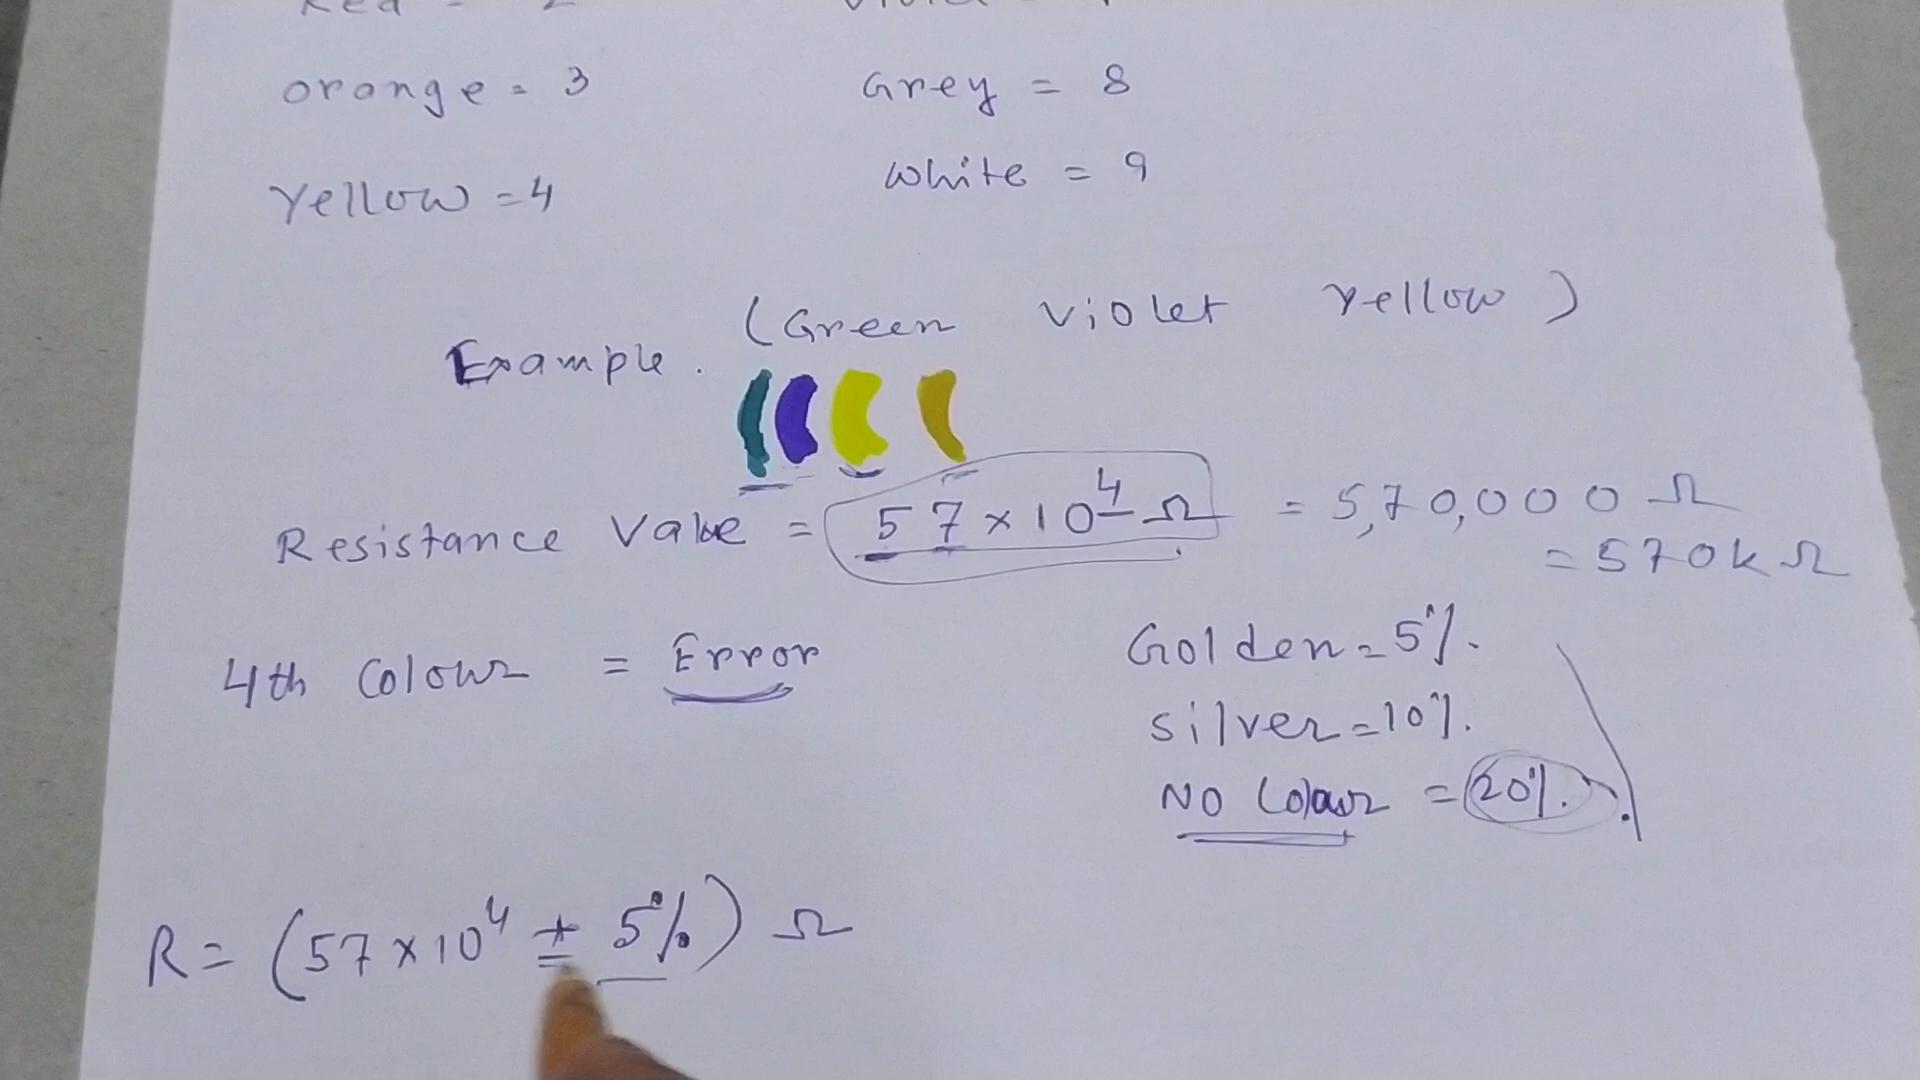 orange = 3
Grey = 8
Yellow = 4
White = 9
Example. (Green Violet Yellow)
Resistance Value = 57 × 10⁴ Ω = 5,70,000 Ω
= 570k Ω
4th Colour = Error
Golden = 5%.
Silver = 10%.
NO Colour = 20%.
R = (57 × 10⁴ ± 5%) Ω